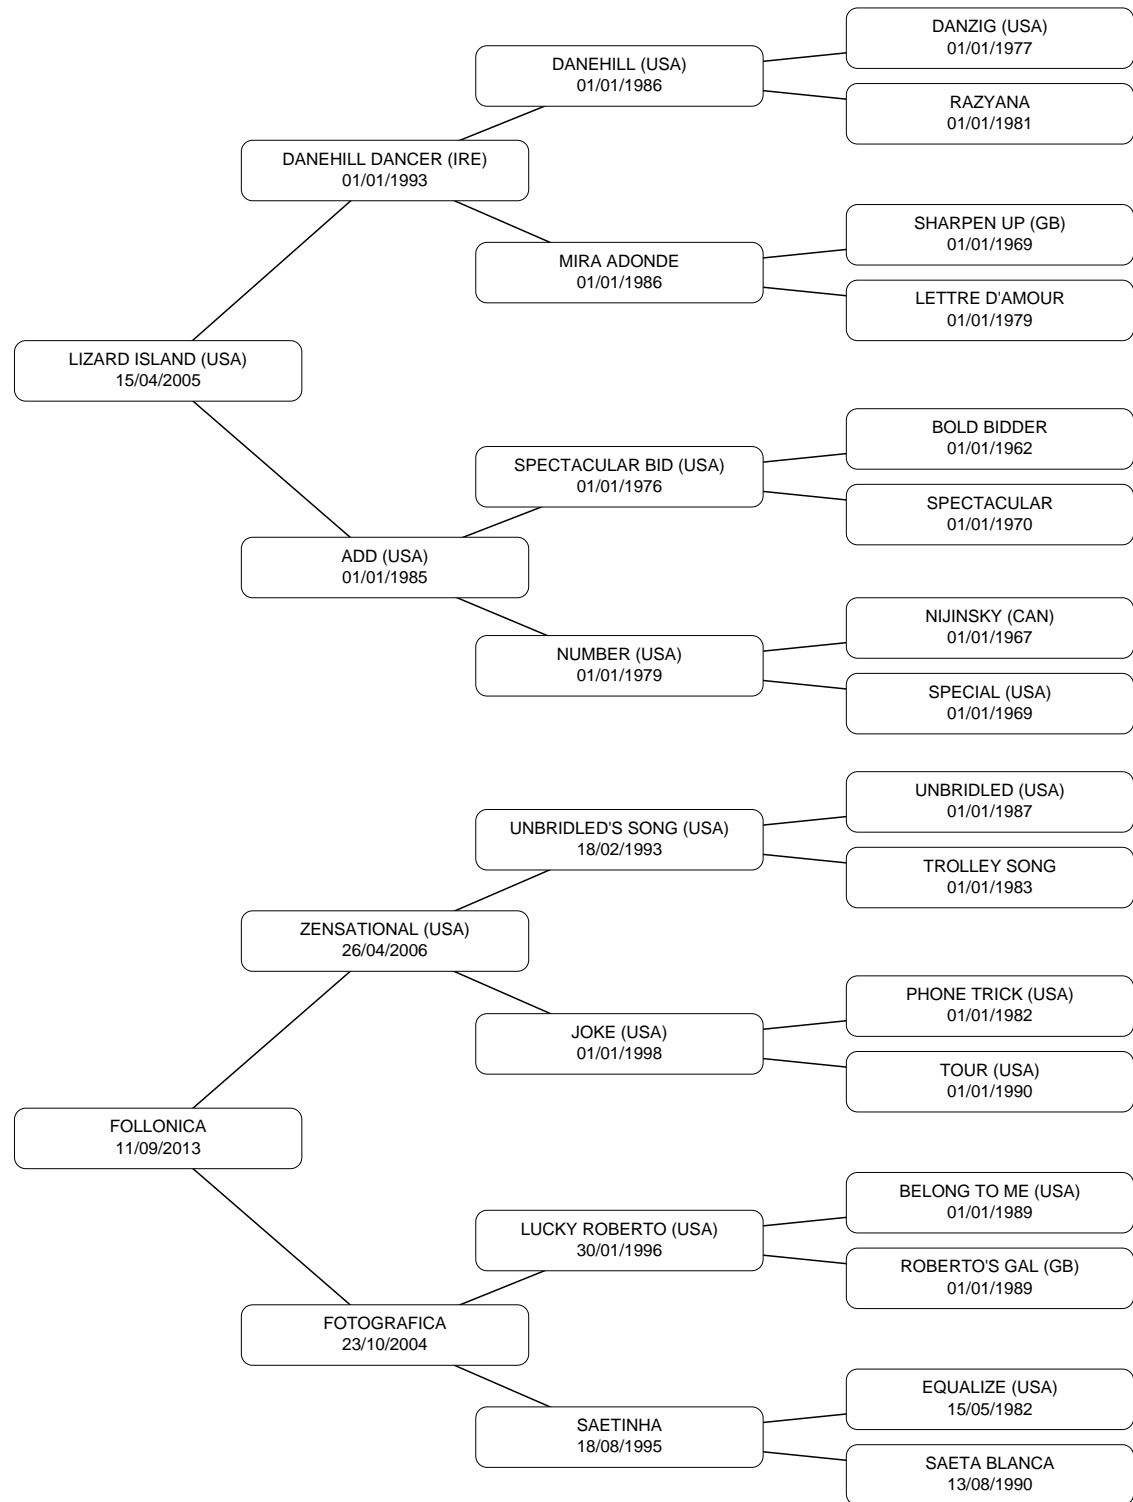 DANZIG (USA)
01/01/1977
DANEHILL (USA)
01/01/1986
RAZYANA
01/01/1981
DANEHILL DANCER (IRE)
01/01/1993
SHARPEN UP (GB)
01/01/1969
MIRA ADONDE
01/01/1986
LETTRE D'AMOUR
01/01/1979
LIZARD ISLAND (USA)
15/04/2005
BOLD BIDDER
01/01/1962
SPECTACULAR BID (USA)
01/01/1976
SPECTACULAR
01/01/1970
ADD (USA)
01/01/1985
NIJINSKY (CAN)
01/01/1967
NUMBER (USA)
01/01/1979
SPECIAL (USA)
01/01/1969
UNBRIDLED (USA)
01/01/1987
UNBRIDLED'S SONG (USA)
18/02/1993
TROLLEY SONG
01/01/1983
ZENSATIONAL (USA)
26/04/2006
PHONE TRICK (USA)
01/01/1982
JOKE (USA)
01/01/1998
TOUR (USA)
01/01/1990
FOLLONICA
11/09/2013
BELONG TO ME (USA)
01/01/1989
LUCKY ROBERTO (USA)
30/01/1996
ROBERTO'S GAL (GB)
01/01/1989
FOTOGRAFICA
23/10/2004
EQUALIZE (USA)
15/05/1982
SAETINHA
18/08/1995
SAETA BLANCA
13/08/1990